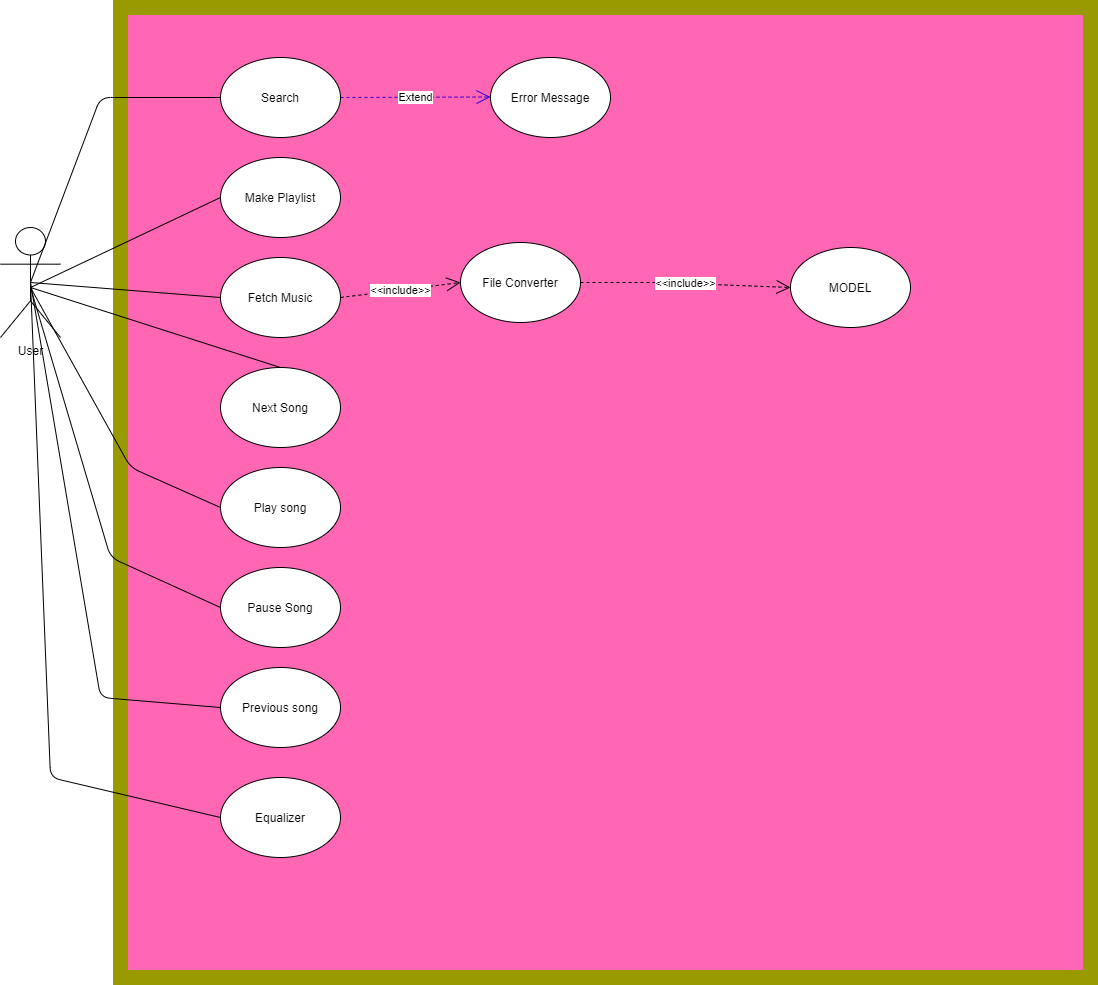 Search
Extend
Error Message
Make Playlist
Fetch Music
<<include>>
File Converter
<<include>>
MODEL
User
Next Song
Play song
Pause Song
Previous song
Equalizer